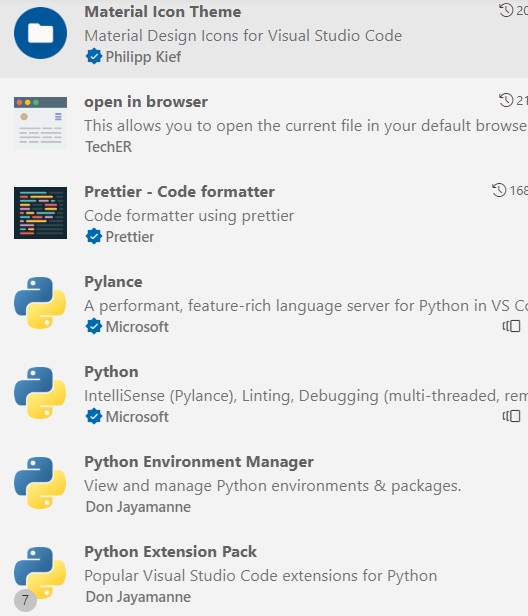 Material Icon Theme 20
Material Design Icons for Visual Studio Code
Philipp Kief
open in browser 21
This allows you to open the current file in your default browse
TechER
Prettier - Code formatter 168
Code formatter using prettier
Prettier
Pylance
A performant, feature-rich language server for Python in VS Co
Microsoft
Python
IntelliSense (Pylance), Linting, Debugging (multi-threaded, rem
Microsoft
Python Environment Manager
View and manage Python environments & packages.
Don Jayamanne
Python Extension Pack
Popular Visual Studio Code extensions for Python
7 Don Jayamanne